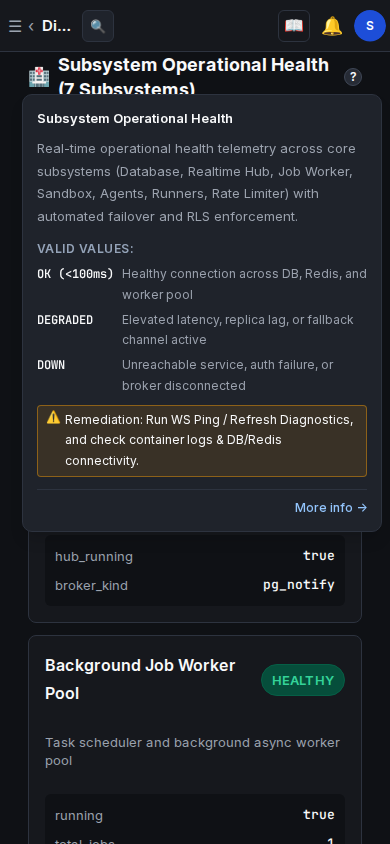 Di...
S
Subsystem Operational Health
(7 Subsystems)
?
Subsystem Operational Health
Real-time operational health telemetry across core
subsystems (Database, Realtime Hub, Job Worker,
Sandbox, Agents, Runners, Rate Limiter) with
automated failover and RLS enforcement.
VALID VALUES:
OK (<100ms) Healthy connection across DB, Redis, and
worker pool
DEGRADED Elevated latency, replica lag, or fallback
channel active
DOWN Unreachable service, auth failure, or
broker disconnected
⚠️ Remediation: Run WS Ping / Refresh Diagnostics,
and check container logs & DB/Redis
connectivity.
More info →
hub_running true
broker_kind pg_notify
Background Job Worker
Pool
HEALTHY
Task scheduler and background async worker
pool
running true
total_jobs 1